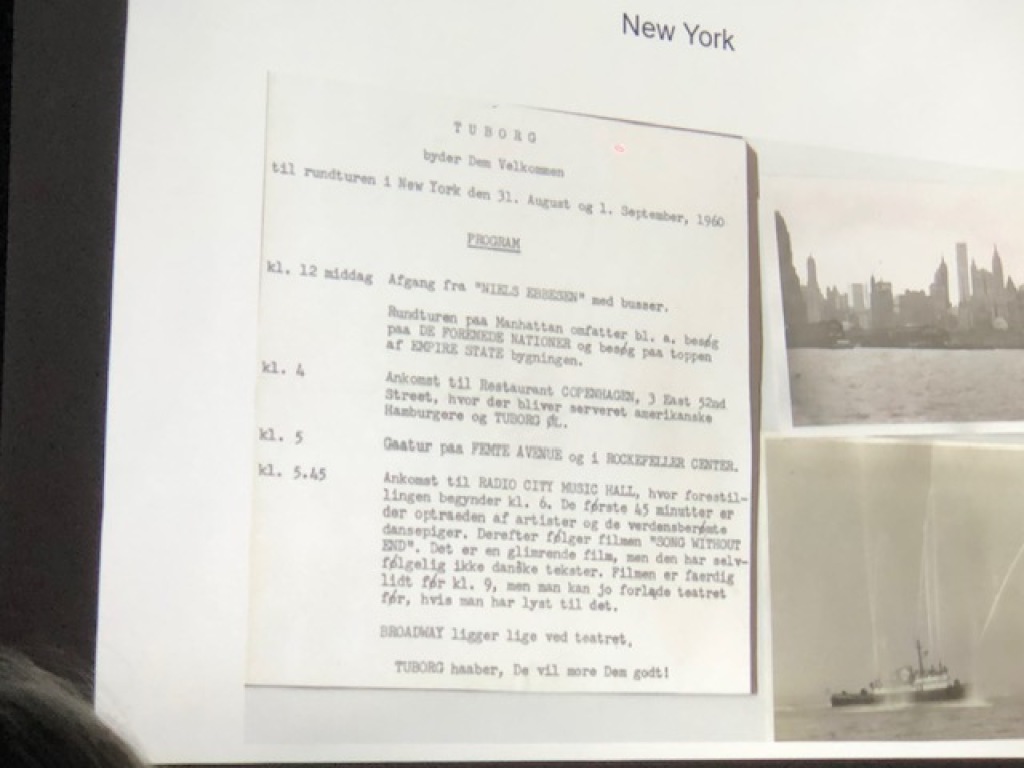 New York
TUBORG
byder Dem Velkommen
til rundturen i New York den 31. August og 1. September, 1960
PROGRAM
kl. 12 middag Afgang fra "NIELS EBBESEN" med busser.
Rundturen paa Manhattan omfatter bl. a. besøg
paa DE FORENEDE NATIONER og besøg paa toppen
af EMPIRE STATE bygningen.
kl. 4 Ankomst til Restaurant COPENHAGEN, 3 East 52nd
Street, hvor der bliver serveret amerikanske
Hamburgere og TUBORG ØL.
kl. 5 Gaatur paa FEMTE AVENUE og i ROCKEFELLER CENTER.
kl. 5.45 Ankomst til RADIO CITY MUSIC HALL, hvor forestil-
lingen begynder kl. 6. De første 45 minutter er
der optraeden af artister og de verdensberømte
dansepiger. Derefter følger filmen "SONG WITHOUT
END". Det er en glimrende film, men den har selv-
følgelig ikke danske tekster. Filmen er faerdig
lidt før kl. 9, men man kan jo forlade teatret
før, hvis man har lyst til det.
BROADWAY ligger lige ved teatret.
TUBORG haaber, De vil more Dem godt!